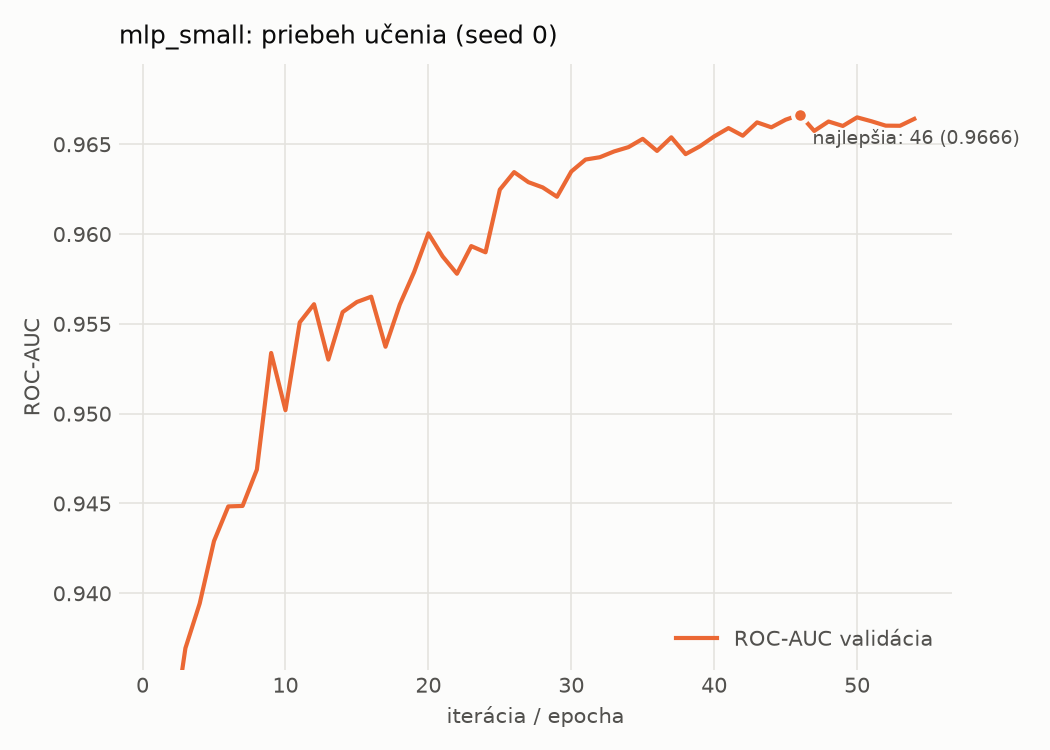 mlp_small: priebeh učenia (seed 0)
najlepšia: 46 (0.9666)
0.965
0.960
0.955
0.950
0.945
0.940
ROC-AUC
ROC-AUC validácia
0 10 20 30 40 50
iterácia / epocha